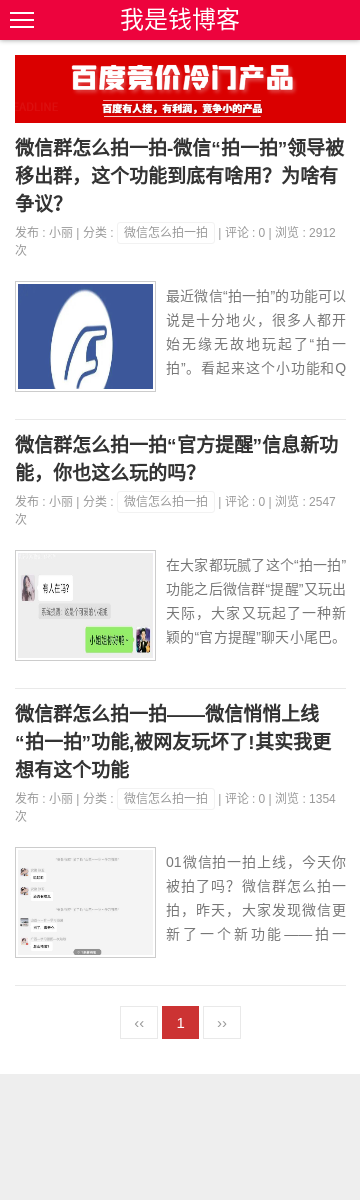 我是钱博客
百度竞价冷门产品
百度有人搜，有利润，竞争小的产品
微信群怎么拍一拍-微信“拍一拍”领导被
移出群，这个功能到底有啥用？为啥有
争议？
发布 : 小丽 | 分类 : 微信怎么拍一拍 | 评论 : 0 | 浏览 : 2912
次
最近微信“拍一拍”的功能可以
说是十分地火，很多人都开
始无缘无故地玩起了“拍一
拍”。看起来这个小功能和Q
微信群怎么拍一拍“官方提醒”信息新功
能，你也这么玩的吗？
发布 : 小丽 | 分类 : 微信怎么拍一拍 | 评论 : 0 | 浏览 : 2547
次
有人在吗？
小姐姐你好呢~
在大家都玩腻了这个“拍一拍”
功能之后微信群“提醒”又玩出
天际，大家又玩起了一种新
颖的“官方提醒”聊天小尾巴。
微信群怎么拍一拍——微信悄悄上线
“拍一拍”功能,被网友玩坏了!其实我更
想有这个功能
发布 : 小丽 | 分类 : 微信怎么拍一拍 | 评论 : 0 | 浏览 : 1354
次
01微信拍一拍上线，今天你
被拍了吗？微信群怎么拍一
拍，昨天，大家发现微信更
新了一个新功能——拍一
‹‹ 1 ››